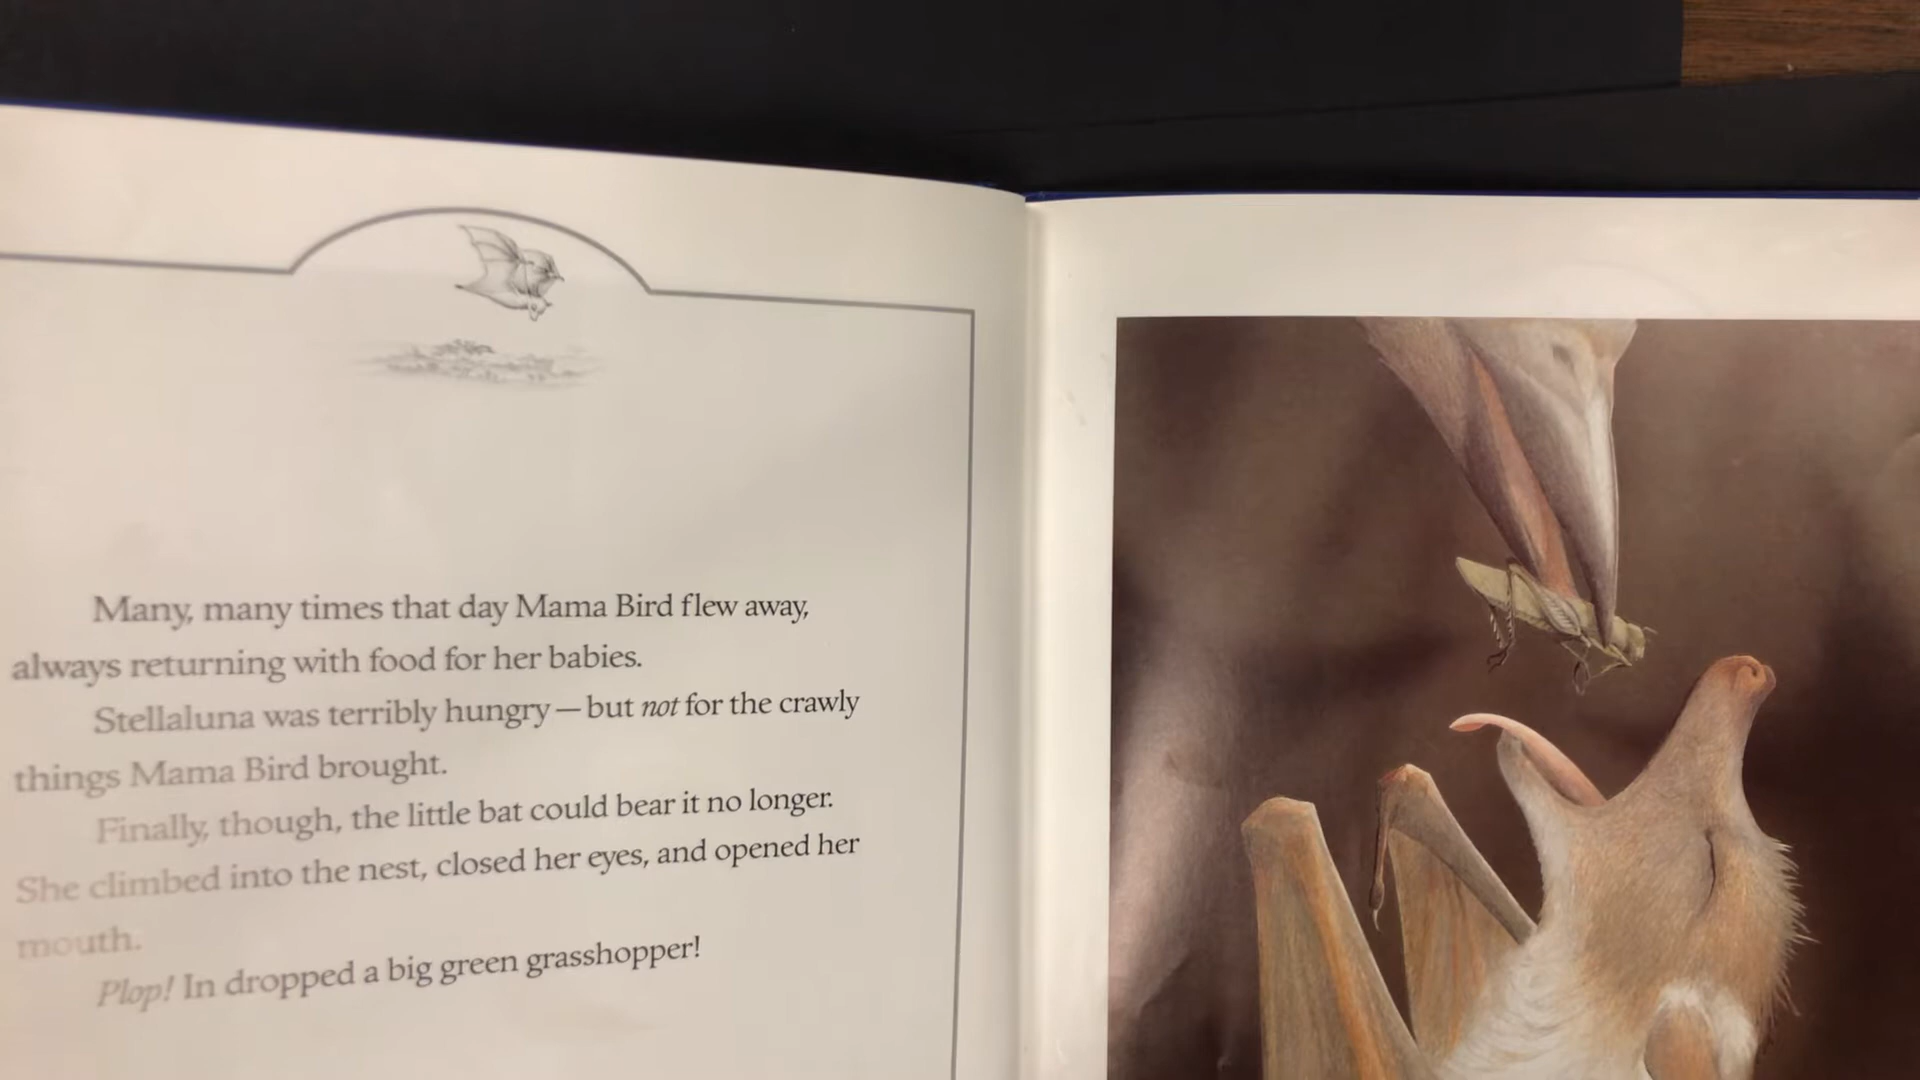 Many, many times that day Mama Bird flew away,
always returning with food for her babies.
Stellaluna was terribly hungry — but not for the crawly
things Mama Bird brought.
Finally, though, the little bat could bear it no longer.
She climbed into the nest, closed her eyes, and opened her
mouth.
Plop! In dropped a big green grasshopper!